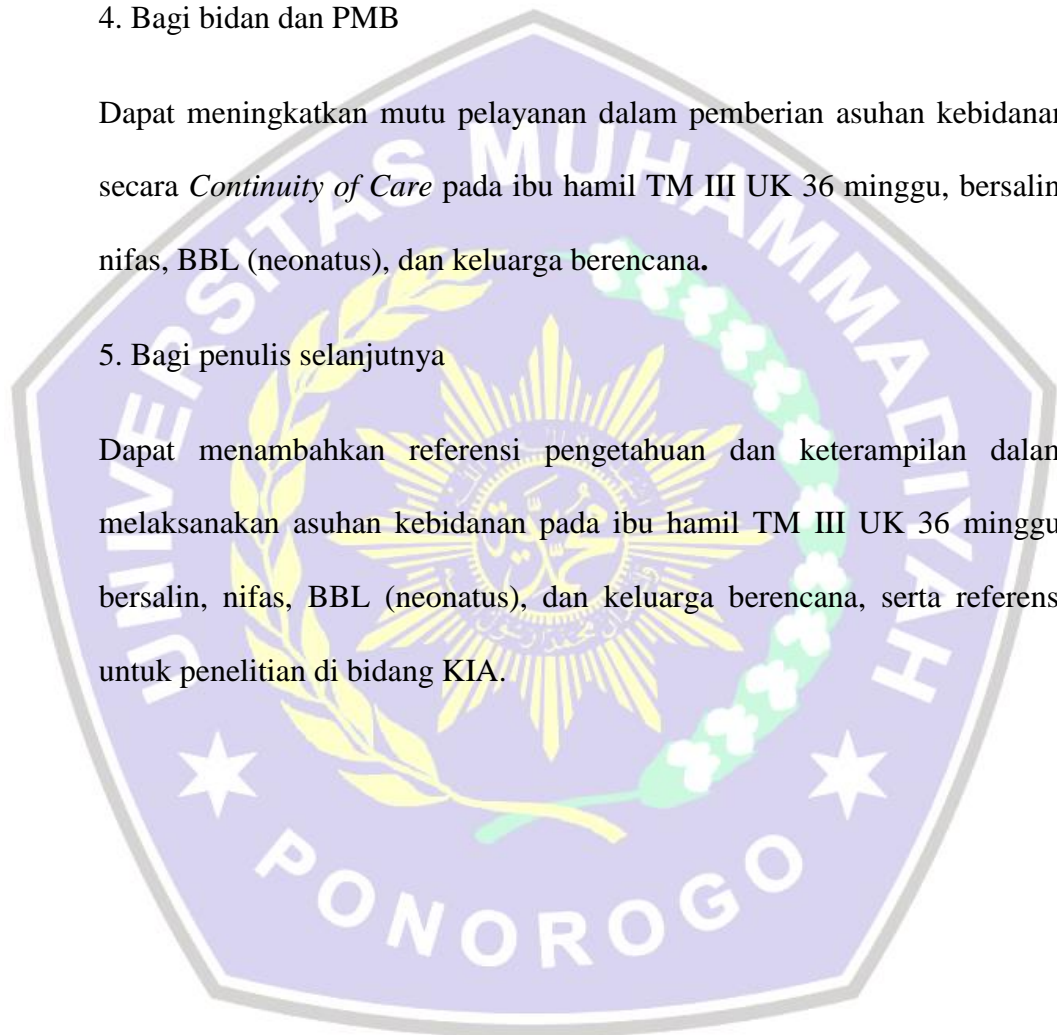 4. Bagi bidan dan PMB
Dapat meningkatkan mutu pelayanan dalam pemberian asuhan kebidanan
secara Continuity of Care pada ibu hamil TM III UK 36 minggu, bersalin
nifas, BBL (neonatus), dan keluarga berencana.
5. Bagi penulis selanjutnya
Dapat menambahkan referensi pengetahuan dan keterampilan dalam
melaksanakan asuhan kebidanan pada ibu hamil TM III UK 36 minggu
bersalin, nifas, BBL (neonatus), dan keluarga berencana, serta referensi
untuk penelitian di bidang KIA.
UNIVERSITAS MUHAMMADIYAH
PONOROGO